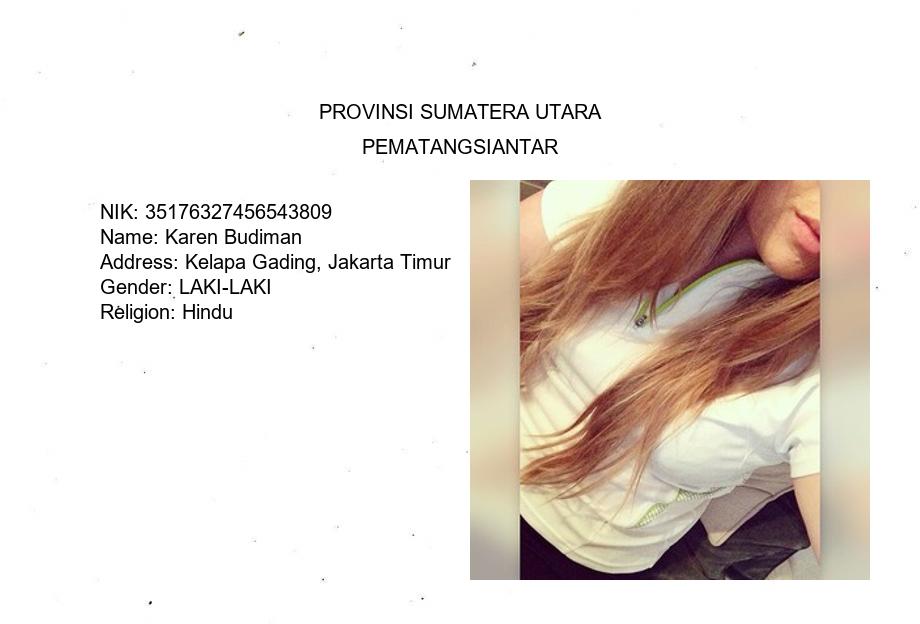 PROVINSI SUMATERA UTARA
PEMATANGSIANTAR
NIK: 35176327456543809
Name: Karen Budiman
Address: Kelapa Gading, Jakarta Timur
Gender: LAKI-LAKI
Religion: Hindu